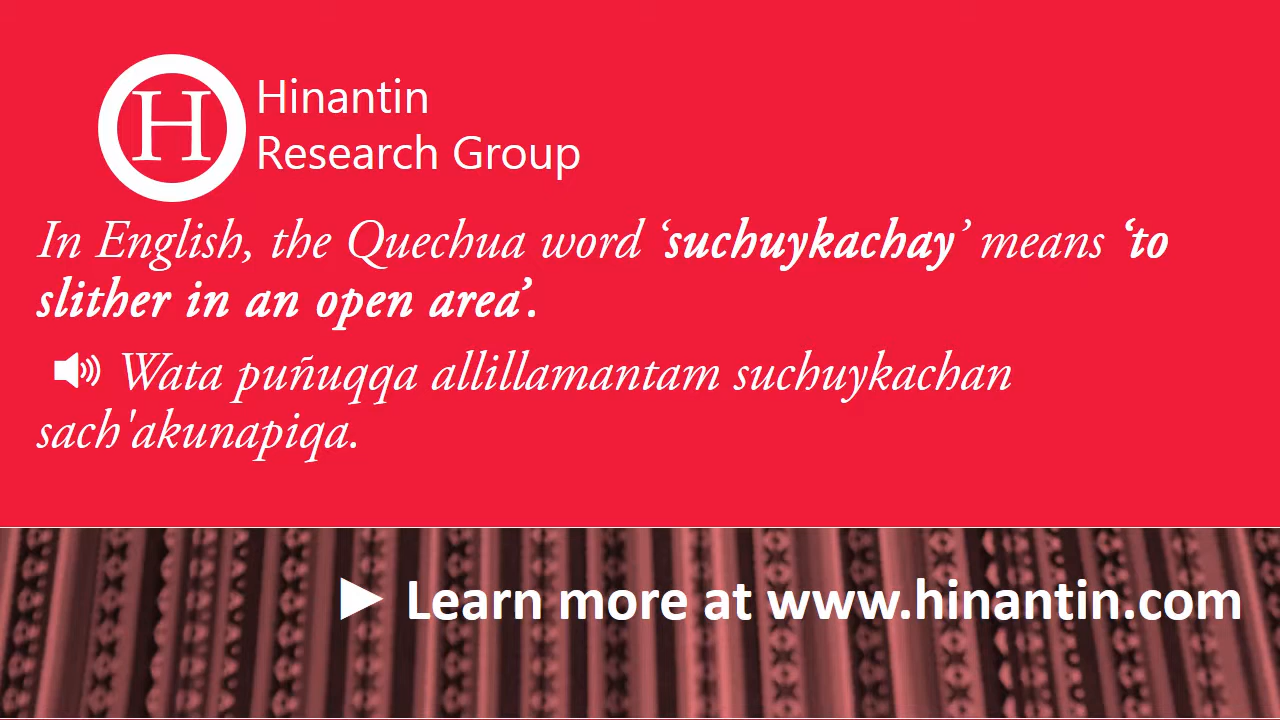 H
Hinantin
Research Group
In English, the Quechua word ‘suchuykachay’ means ‘to
slither in an open area’.
Wata puñuqqa allillamantam suchuykachan
sach'akunapiqa.
Learn more at www.hinantin.com